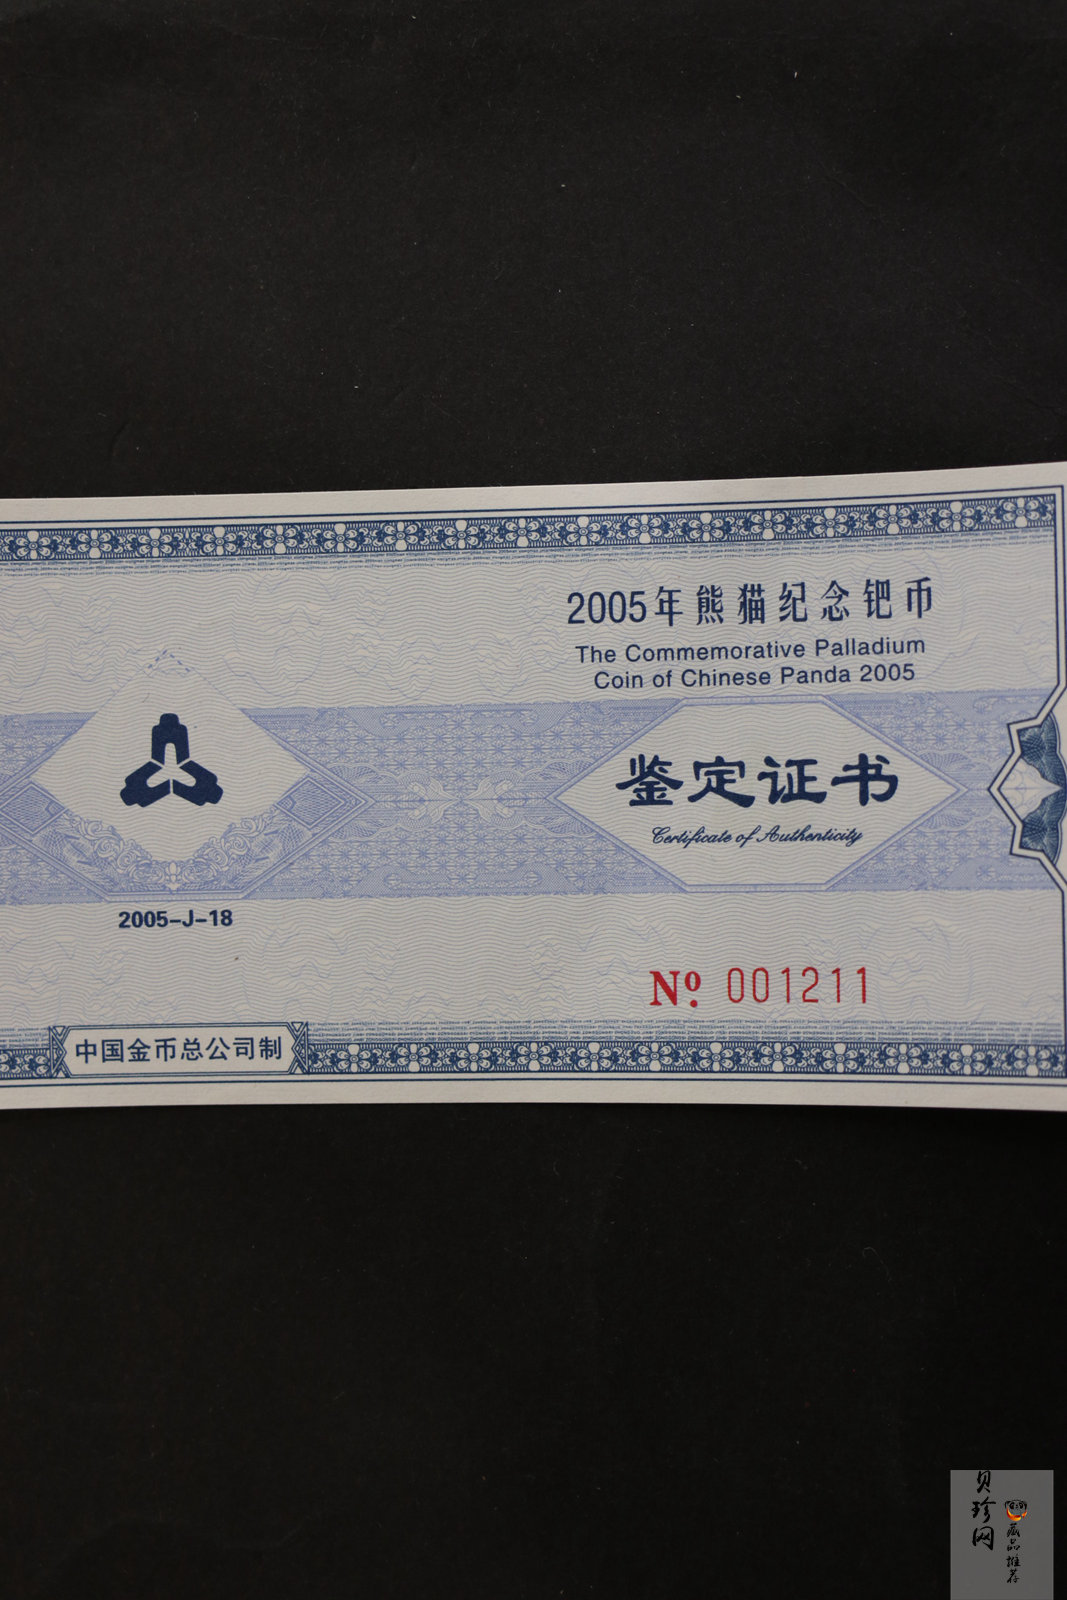 2005年熊猫纪念钯币
The Commemorative Palladium
Coin of Chinese Panda 2005
鉴定证书
Certificate of Authenticity
2005-J-18
Nº. 001211
中国金币总公司制
贝珍网
藏品推荐